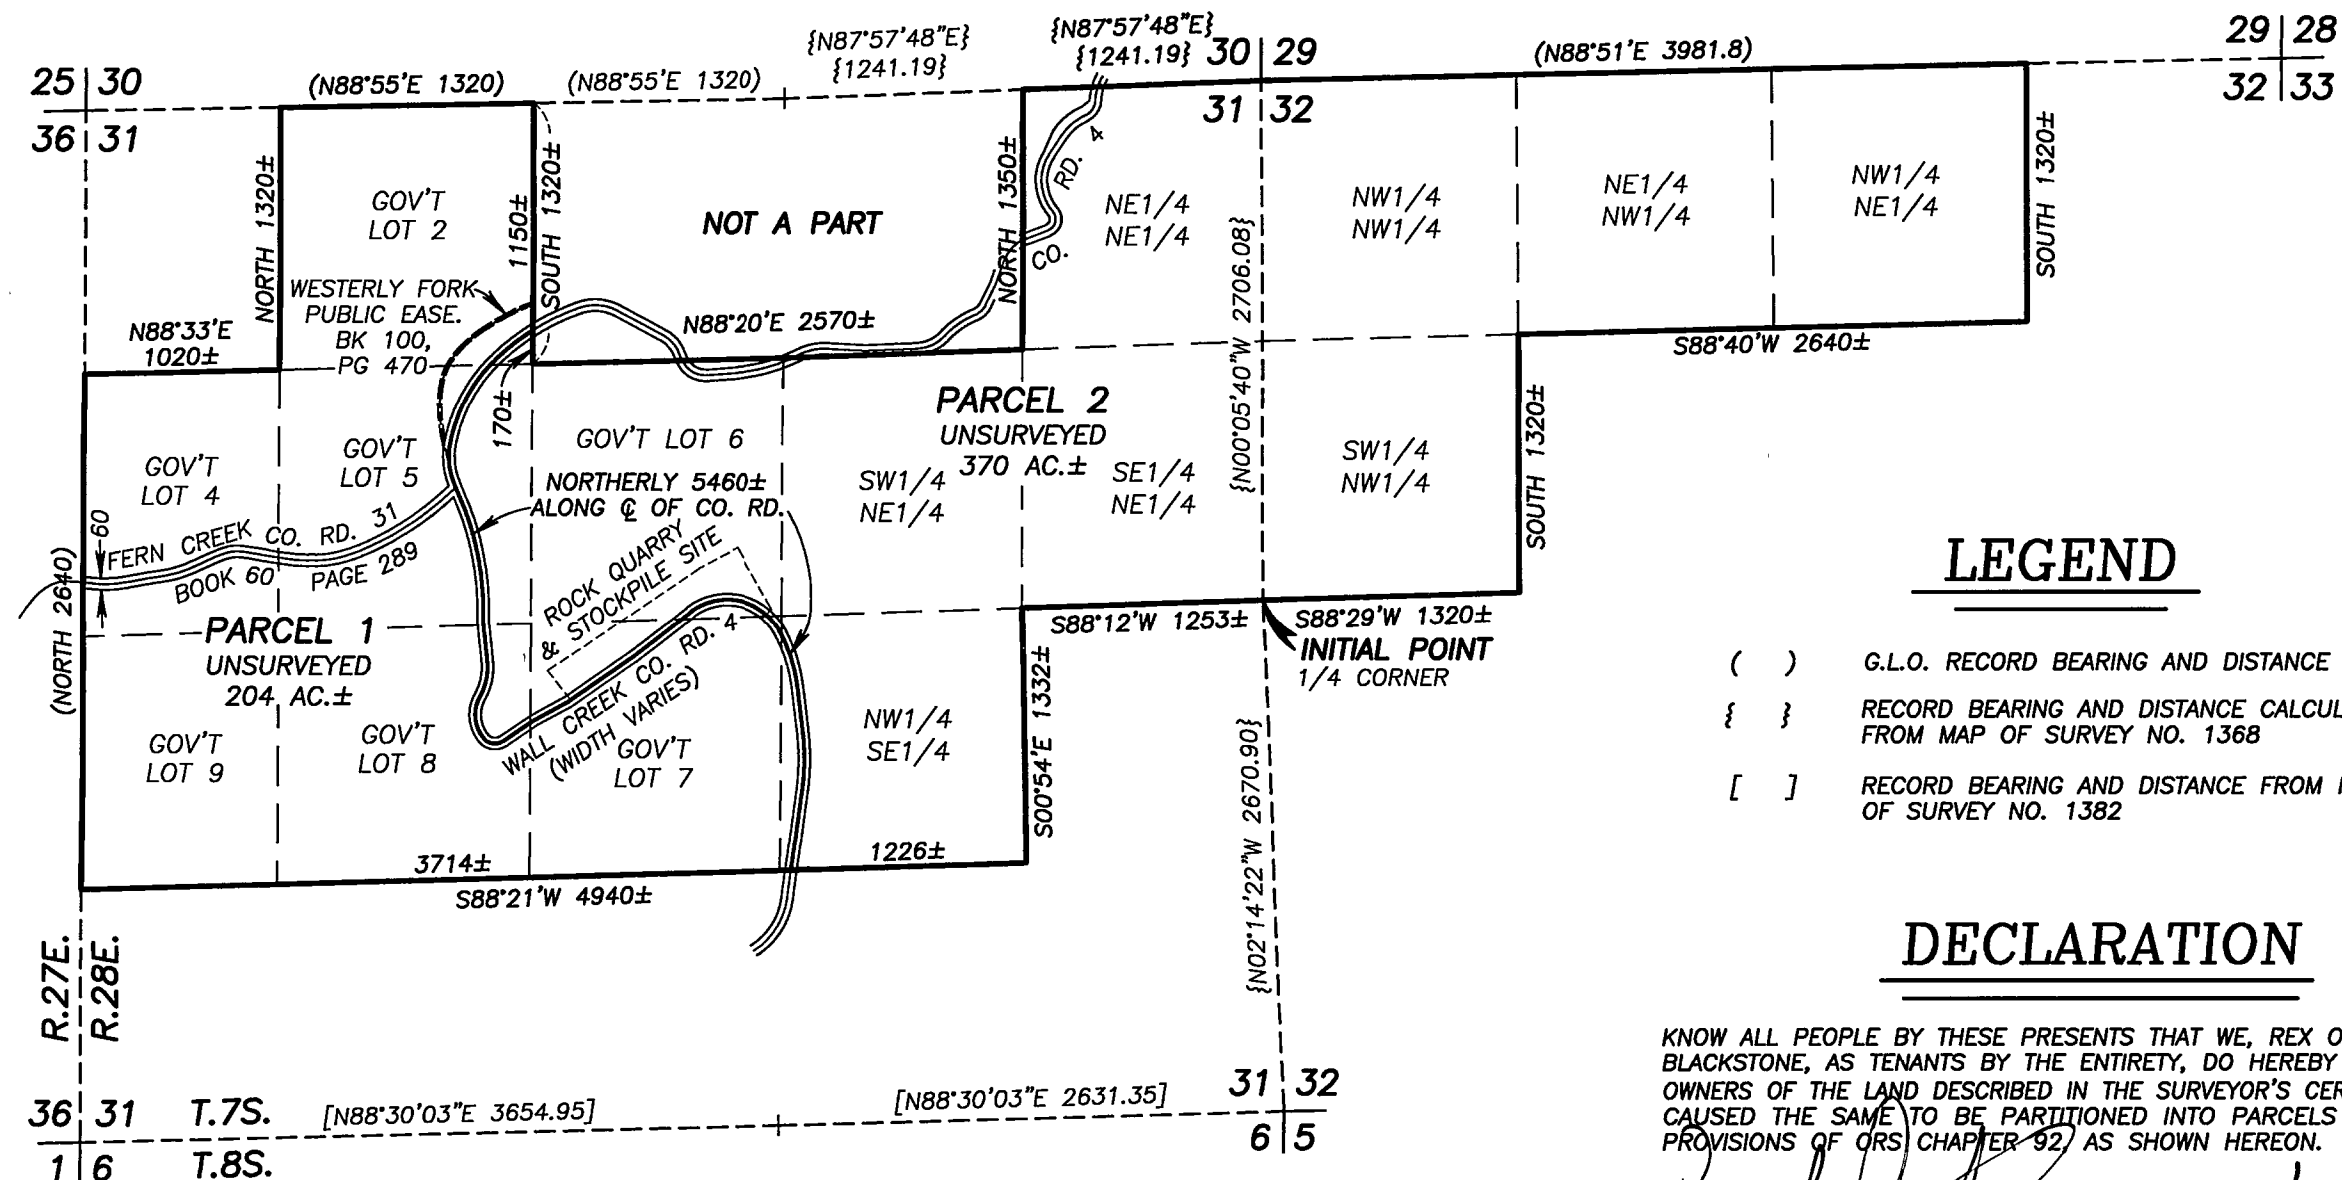 {N87°57'48"E}
{1241.19}
{N87°57'48"E}
{1241.19}
30 | 29
31 | 32
(N88°51'E 3981.8)
29 | 28
32 | 33
25 | 30
36 | 31
(N88°55'E 1320)
(N88°55'E 1320)
NORTH 1320±
GOV'T
LOT 2
1150±
SOUTH 1320±
NOT A PART
NORTH 1350±
CO. RD. 4
NE1/4
NE1/4
{N00°05'40"W 2706.08}
NW1/4
NW1/4
NE1/4
NW1/4
NW1/4
NE1/4
SOUTH 1320±
WESTERLY FORK
PUBLIC EASE.
BK 100,
PG 470
N88°33'E
1020±
N88°20'E 2570±
S88°40'W 2640±
170±
PARCEL 2
UNSURVEYED
370 AC.±
GOV'T
LOT 4
GOV'T
LOT 5
GOV'T LOT 6
NORTHERLY 5460±
ALONG ℄ OF CO. RD.
SW1/4
NE1/4
SE1/4
NE1/4
SW1/4
NW1/4
SOUTH 1320±
60
FERN CREEK CO. RD. 31
BOOK 60 PAGE 289
(NORTH 2640)
ROCK QUARRY
& STOCKPILE SITE
WALL CREEK CO. RD. 4
(WIDTH VARIES)
PARCEL 1
UNSURVEYED
204 AC.±
S88°12'W 1253±
S88°29'W 1320±
INITIAL POINT
1/4 CORNER
GOV'T
LOT 9
GOV'T
LOT 8
GOV'T
LOT 7
NW1/4
SE1/4
S00°54'E 1332±
{N02°14'22"W 2670.90}
3714±
1226±
S88°21'W 4940±
R.27E.
R.28E.
36 | 31 T.7S.
1 | 6 T.8S.
[N88°30'03"E 3654.95]
[N88°30'03"E 2631.35]
31 | 32
6 | 5
LEGEND
( ) G.L.O. RECORD BEARING AND DISTANCE
{ } RECORD BEARING AND DISTANCE CALCUL
FROM MAP OF SURVEY NO. 1368
[ ] RECORD BEARING AND DISTANCE FROM
OF SURVEY NO. 1382
DECLARATION
KNOW ALL PEOPLE BY THESE PRESENTS THAT WE, REX O
BLACKSTONE, AS TENANTS BY THE ENTIRETY, DO HEREBY
OWNERS OF THE LAND DESCRIBED IN THE SURVEYOR'S CER
CAUSED THE SAME TO BE PARTITIONED INTO PARCELS
PROVISIONS OF ORS CHAPTER 92, AS SHOWN HEREON.